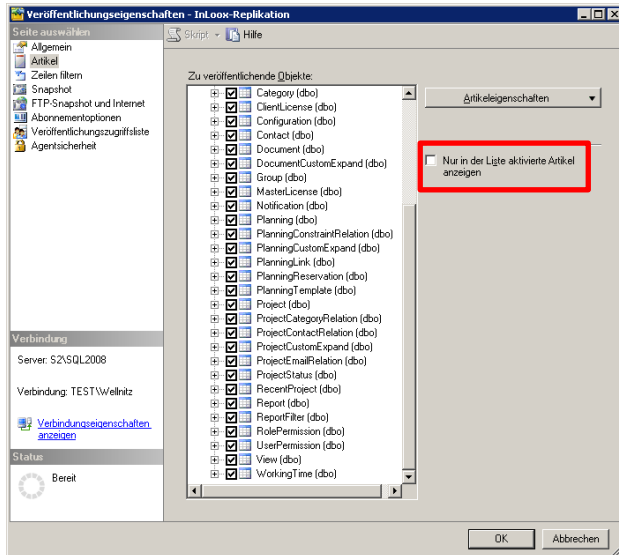 Veröffentlichungseigenschaften - InLoox-Replikation
Seite auswählen
Allgemein
Artikel
Zeilen filtern
Snapshot
FTP-Snapshot und Internet
Abonnementoptionen
Veröffentlichungszugriffsliste
Agentsicherheit
Skript
Hilfe
Zu veröffentlichende Objekte:
Category (dbo)
ClientLicense (dbo)
Configuration (dbo)
Contact (dbo)
Document (dbo)
DocumentCustomExpand (dbo)
Group (dbo)
MasterLicense (dbo)
Notification (dbo)
Planning (dbo)
PlanningConstraintRelation (dbo)
PlanningCustomExpand (dbo)
PlanningLink (dbo)
PlanningReservation (dbo)
PlanningTemplate (dbo)
Project (dbo)
ProjectCategoryRelation (dbo)
ProjectContactRelation (dbo)
ProjectCustomExpand (dbo)
ProjectEmailRelation (dbo)
ProjectStatus (dbo)
RecentProject (dbo)
Report (dbo)
ReportFilter (dbo)
RolePermission (dbo)
UserPermission (dbo)
View (dbo)
WorkingTime (dbo)
Artikeleigenschaften
Nur in der Liste aktivierte Artikel
anzeigen
Verbindung
Server: S2\SQL2008
Verbindung: TEST\Wellnitz
Verbindungseigenschaften
anzeigen
Status
Bereit
OK
Abbrechen